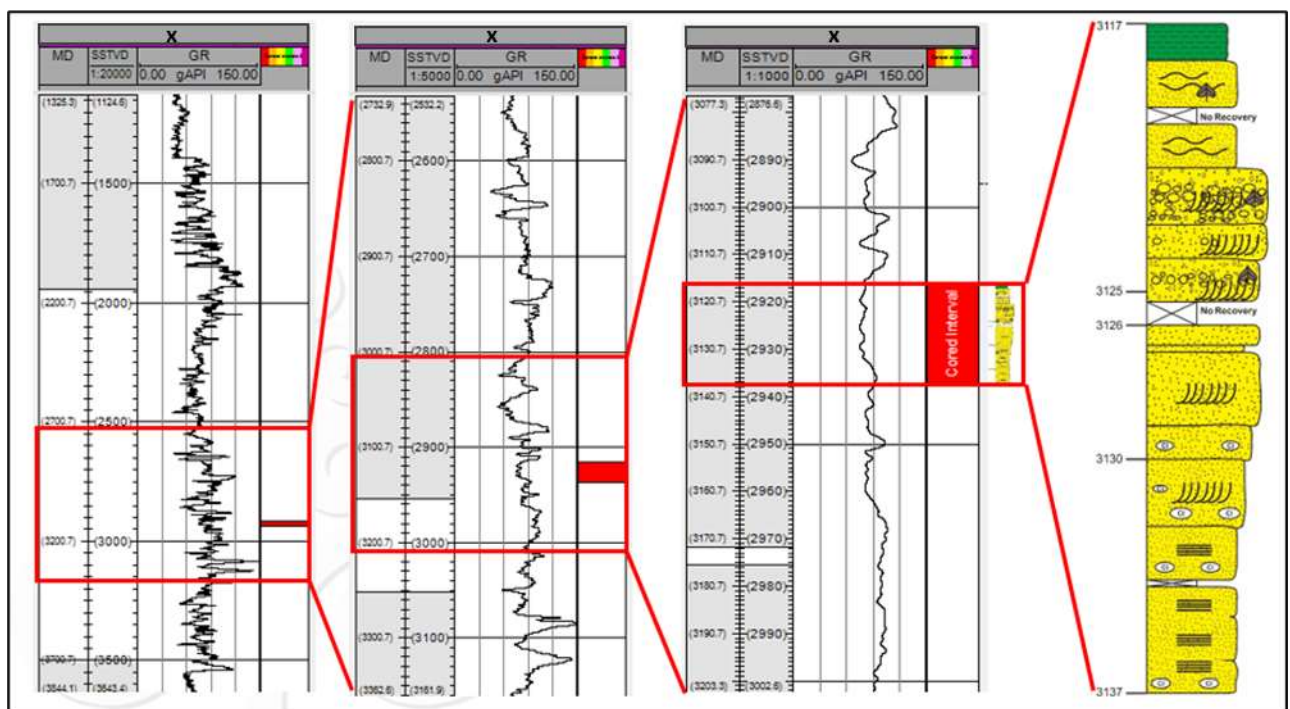 X
MD SSTVD GR
1:20000 0.00 gAPI 150.00
(1325.3) (1124.6)
(1700.7) (1500)
(2200.7) (2000)
(2700.7) (2500)
(3200.7) (3000)
(3700.7) (3500)
(3844.1) (3643.4)
X
MD SSTVD GR
1:5000 0.00 gAPI 150.00
(2732.9) (2532.2)
(2800.7) (2600)
(2900.7) (2700)
(3000.7) (2800)
(3100.7) (2900)
(3200.7) (3000)
(3300.7) (3100)
(3362.6) (3161.9)
X
MD SSTVD GR
1:1000 0.00 gAPI 150.00
(3077.3) (2876.6)
(3090.7) (2890)
(3100.7) (2900)
(3110.7) (2910)
(3120.7) (2920)
(3130.7) (2930)
(3140.7) (2940)
(3150.7) (2950)
(3160.7) (2960)
(3170.7) (2970)
(3180.7) (2980)
(3190.7) (2990)
(3203.3) (3002.6)
Cored Interval
3117
No Recovery
3125
No Recovery
3126
3130
3137